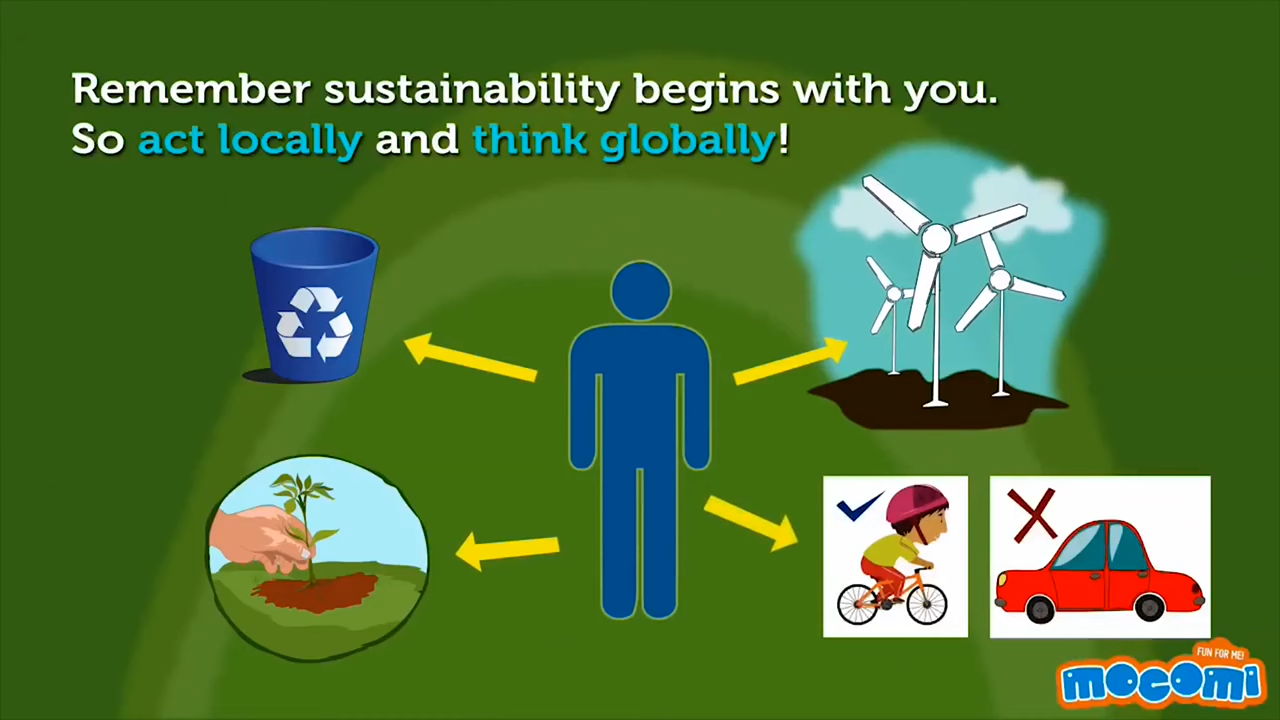 Remember sustainability begins with you.
So act locally and think globally!
FUN FOR ME!
mocomi